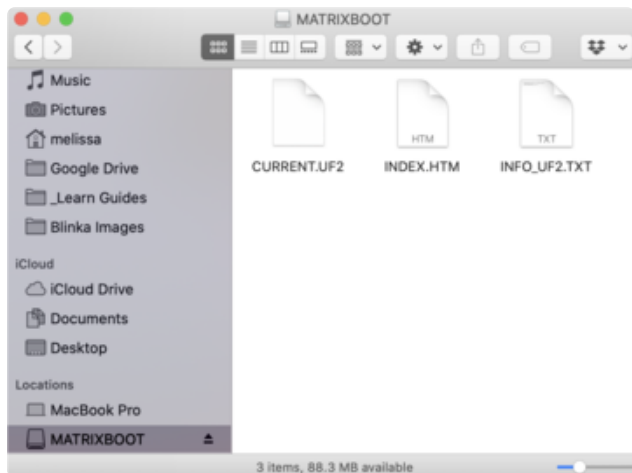 MATRIXBOOT
Music
Pictures
melissa
Google Drive
_Learn Guides
Blinka Images
iCloud
iCloud Drive
Documents
Desktop
Locations
MacBook Pro
MATRIXBOOT
HTM
TXT
CURRENT.UF2
INDEX.HTM
INFO_UF2.TXT
3 items, 88.3 MB available